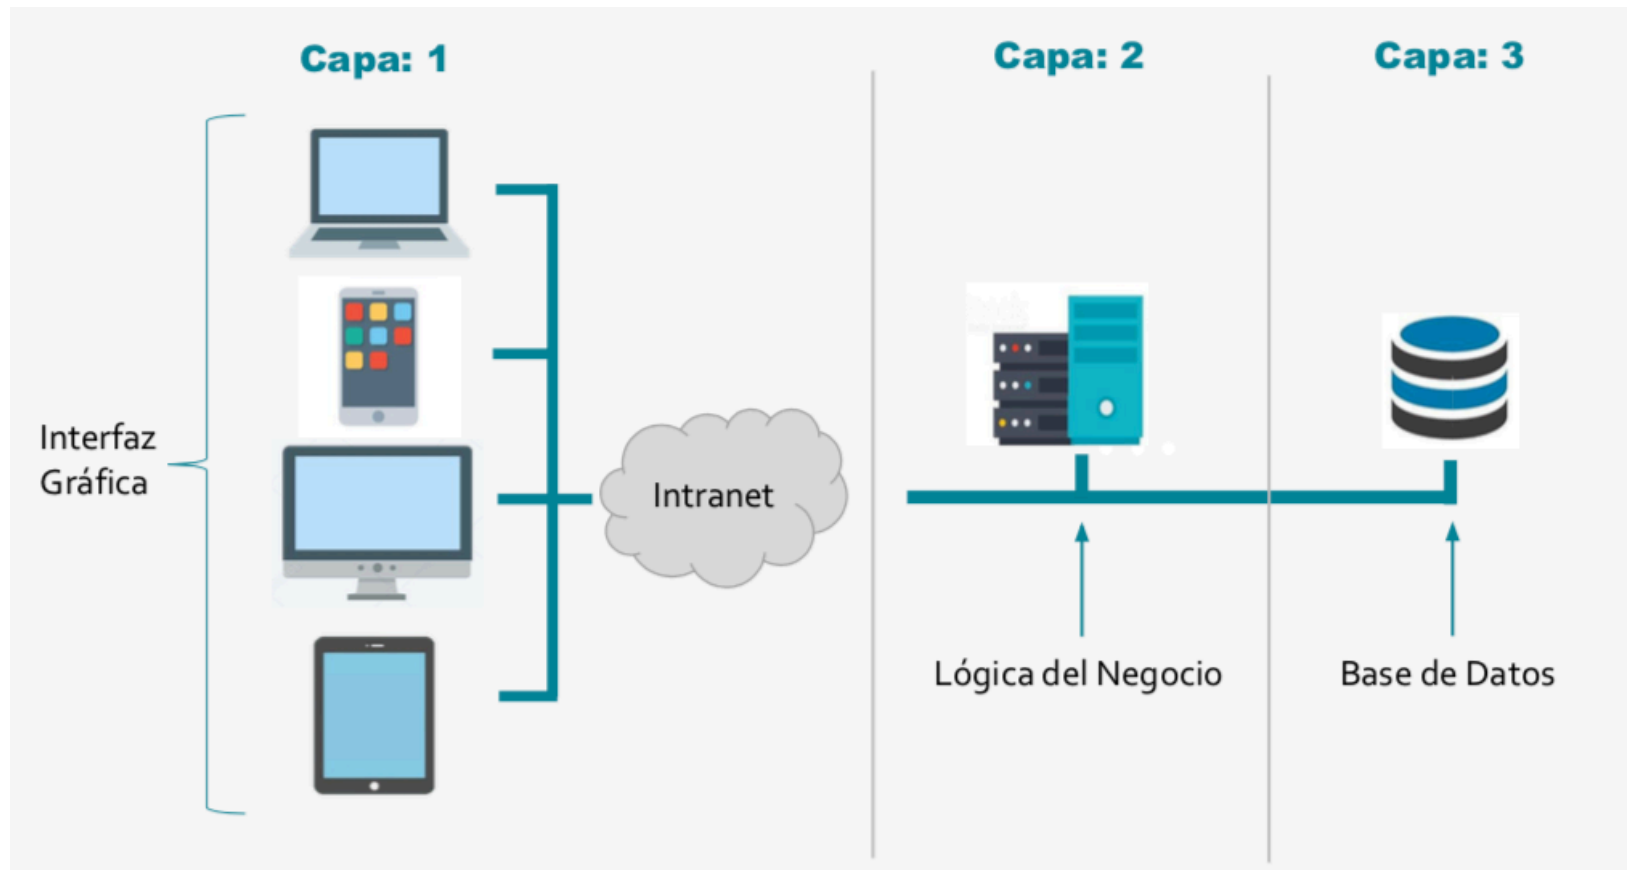 Capa: 1
Capa: 2
Capa: 3
Interfaz
Gráfica
Intranet
Lógica del Negocio
Base de Datos